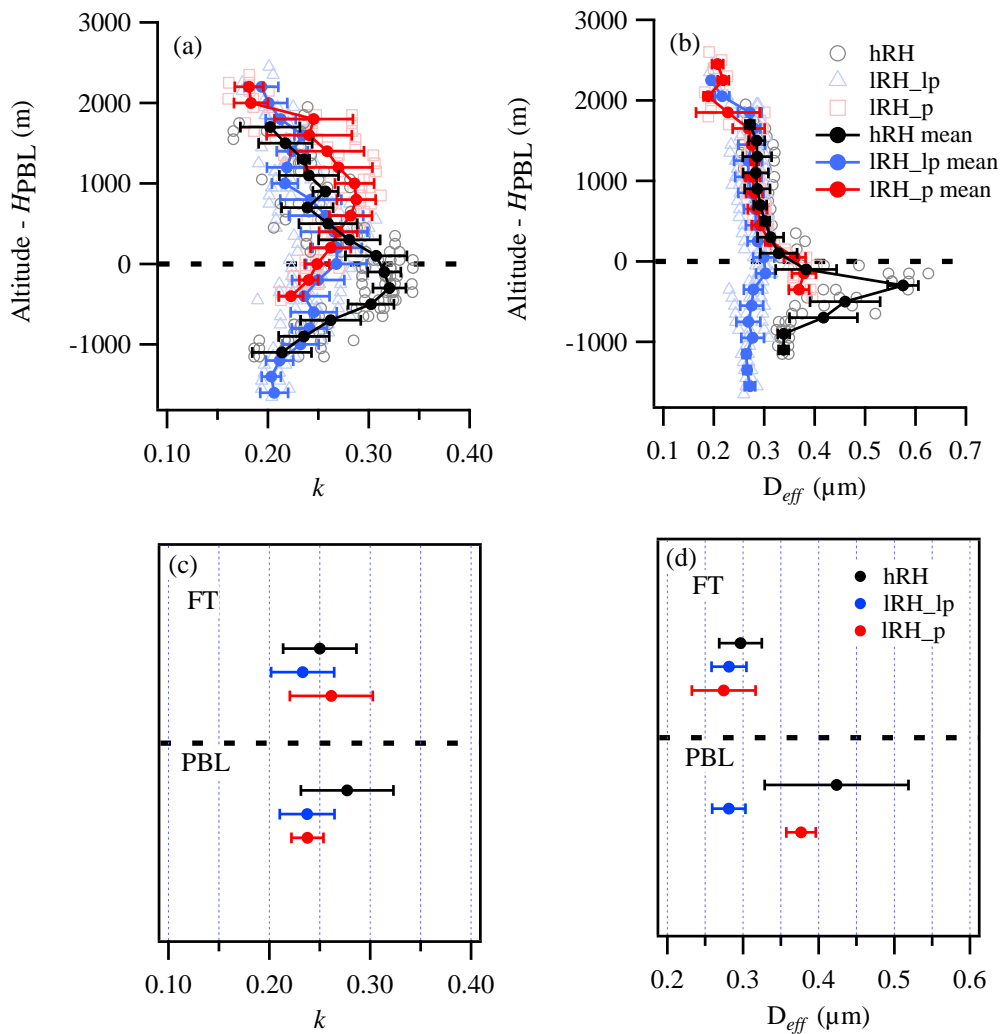 (a)
3000
2000
1000
0
-1000
Altitude - HPBL (m)
0.10 0.20 0.30 0.40
k
(b)
3000
2000
1000
0
-1000
Altitude - HPBL (m)
hRH
lRH_lp
lRH_p
hRH mean
lRH_lp mean
lRH_p mean
0.1 0.2 0.3 0.4 0.5 0.6 0.7
Deff (µm)
(c)
FT
PBL
0.10 0.20 0.30 0.40
k
(d)
FT
hRH
lRH_lp
lRH_p
PBL
0.2 0.3 0.4 0.5 0.6
Deff (µm)